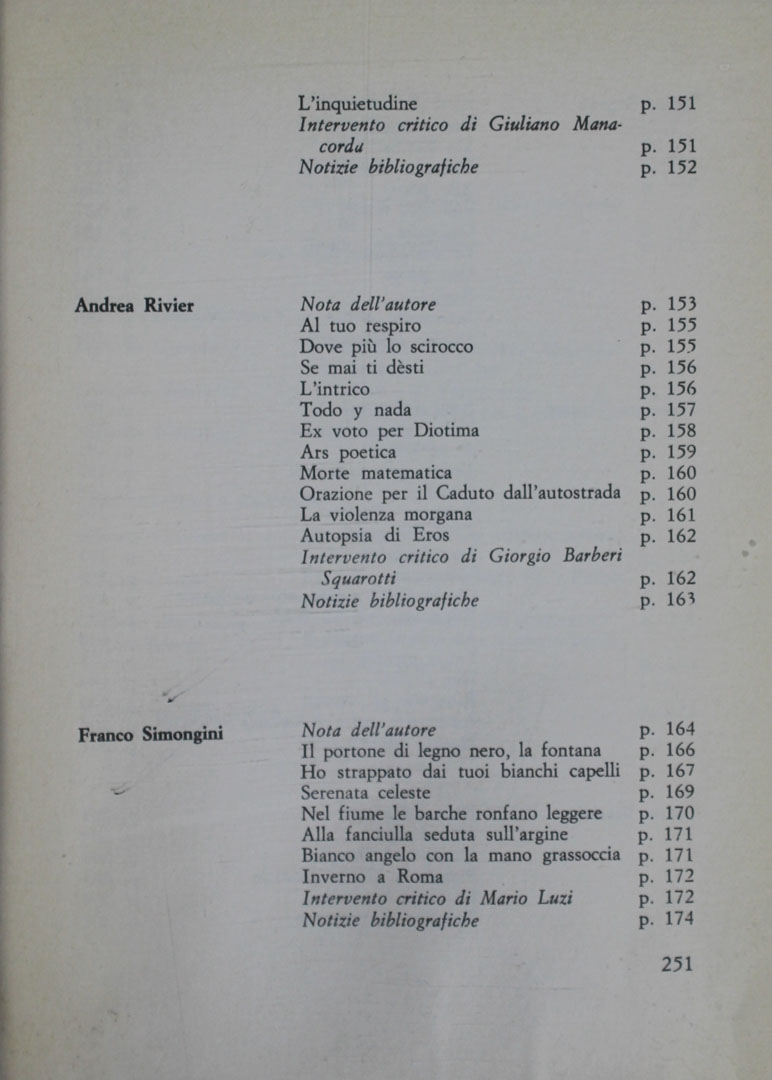 L'inquietudine p. 151
Intervento critico di Giuliano Mana-
corda p. 151
Notizie bibliografiche p. 152
Andrea Rivier Nota dell'autore p. 153
Al tuo respiro p. 155
Dove più lo scirocco p. 155
Se mai ti dèsti p. 156
L'intrico p. 156
Todo y nada p. 157
Ex voto per Diotima p. 158
Ars poetica p. 159
Morte matematica p. 160
Orazione per il Caduto dall'autostrada p. 160
La violenza morgana p. 161
Autopsia di Eros p. 162
Intervento critico di Giorgio Barberi
Squarotti p. 162
Notizie bibliografiche p. 163
Franco Simongini Nota dell'autore p. 164
Il portone di legno nero, la fontana p. 166
Ho strappato dai tuoi bianchi capelli p. 167
Serenata celeste p. 169
Nel fiume le barche ronfano leggere p. 170
Alla fanciulla seduta sull'argine p. 171
Bianco angelo con la mano grassoccia p. 171
Inverno a Roma p. 172
Intervento critico di Mario Luzi p. 172
Notizie bibliografiche p. 174
251